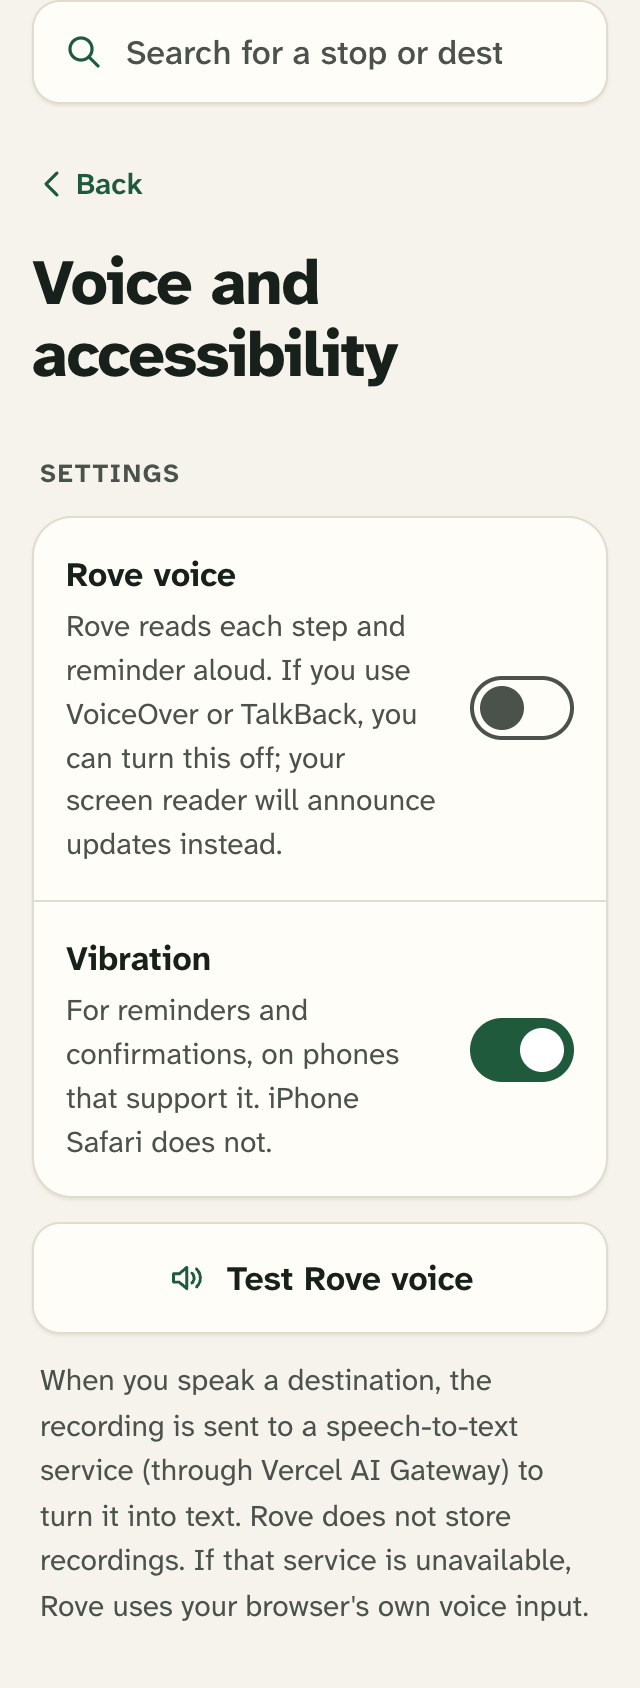 Search for a stop or dest
Back
Voice and
accessibility
SETTINGS
Rove voice
Rove reads each step and
reminder aloud. If you use
VoiceOver or TalkBack, you
can turn this off; your
screen reader will announce
updates instead.
Vibration
For reminders and
confirmations, on phones
that support it. iPhone
Safari does not.
Test Rove voice
When you speak a destination, the
recording is sent to a speech-to-text
service (through Vercel AI Gateway) to
turn it into text. Rove does not store
recordings. If that service is unavailable,
Rove uses your browser's own voice input.